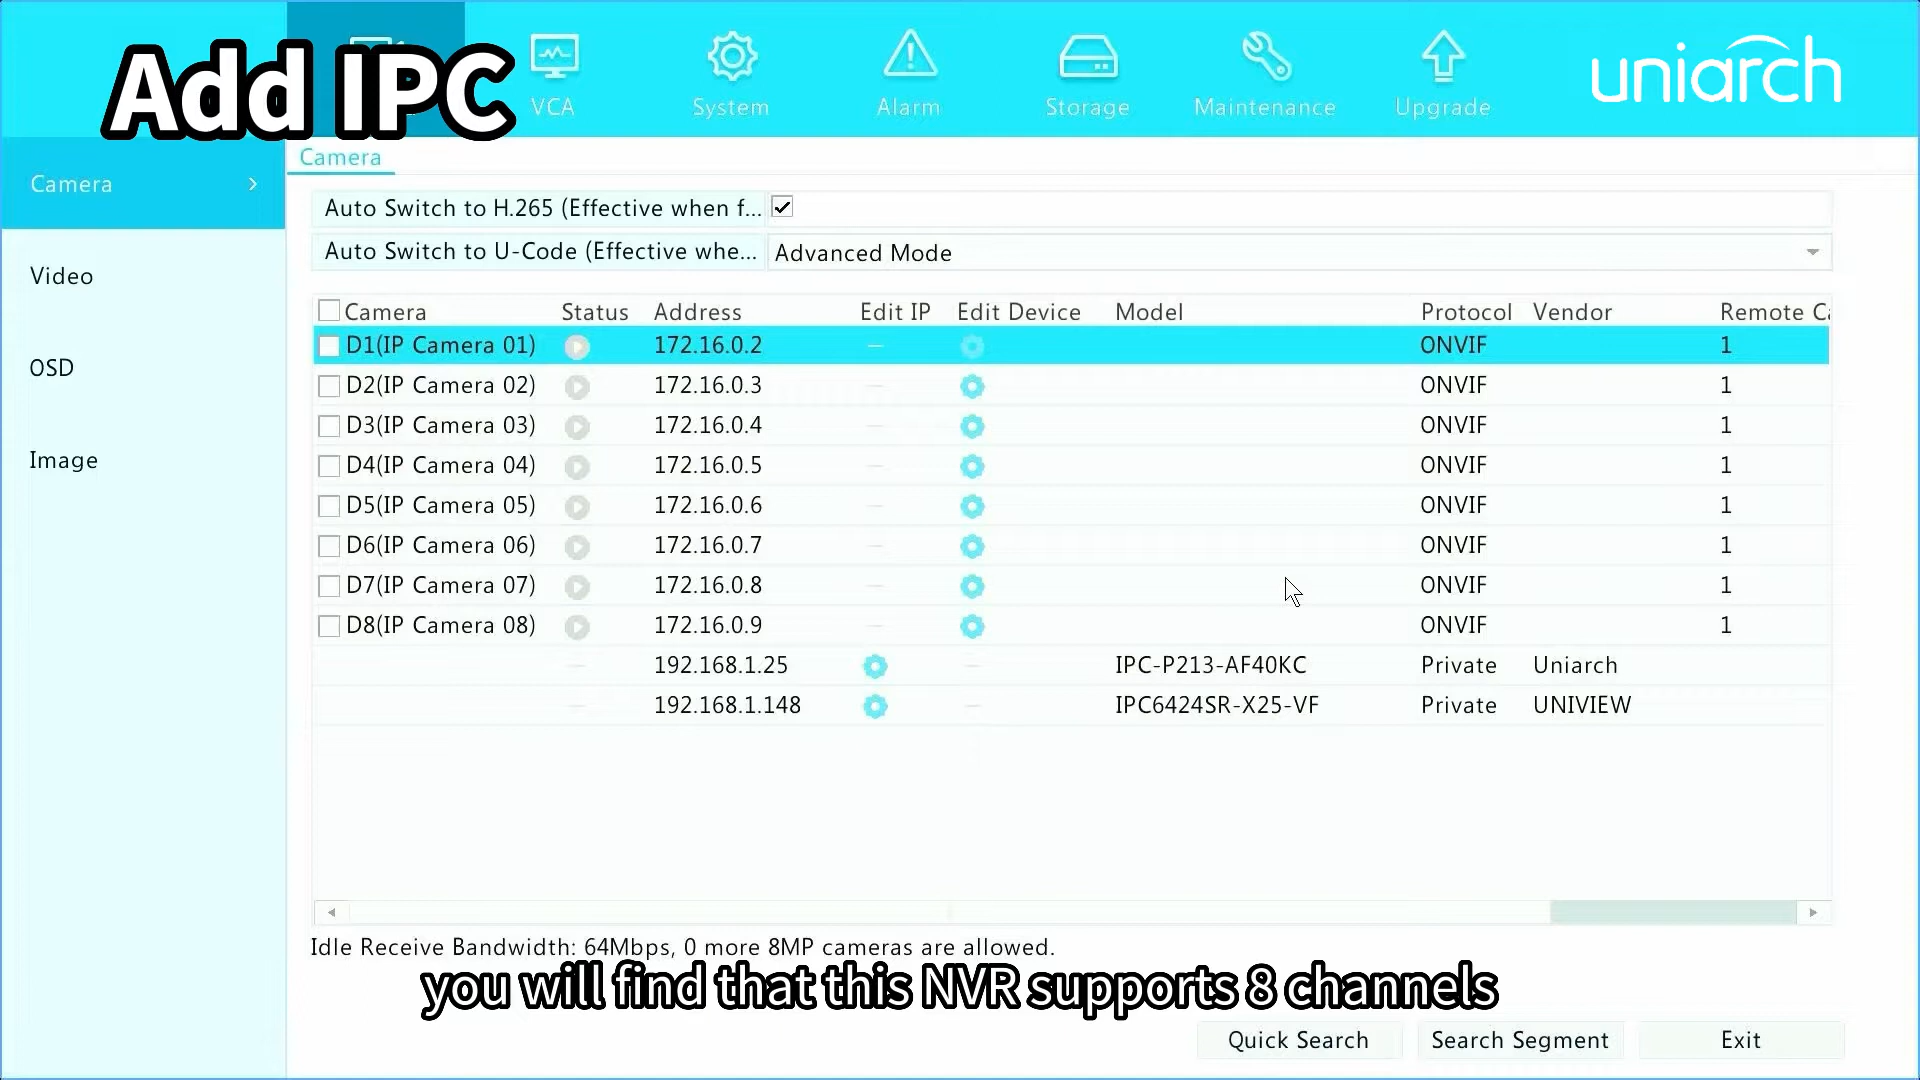 Add IPC
VCA
System
Alarm
Storage
Maintenance
Upgrade
uniarch
Camera
Video
OSD
Image
Camera
Auto Switch to H.265 (Effective when f...
Auto Switch to U-Code (Effective whe... Advanced Mode
Camera Status Address Edit IP Edit Device Model Protocol Vendor Remote Ca
D1(IP Camera 01) 172.16.0.2 ONVIF 1
D2(IP Camera 02) 172.16.0.3 ONVIF 1
D3(IP Camera 03) 172.16.0.4 ONVIF 1
D4(IP Camera 04) 172.16.0.5 ONVIF 1
D5(IP Camera 05) 172.16.0.6 ONVIF 1
D6(IP Camera 06) 172.16.0.7 ONVIF 1
D7(IP Camera 07) 172.16.0.8 ONVIF 1
D8(IP Camera 08) 172.16.0.9 ONVIF 1
192.168.1.25 IPC-P213-AF40KC Private Uniarch
192.168.1.148 IPC6424SR-X25-VF Private UNIVIEW
Idle Receive Bandwidth: 64Mbps, 0 more 8MP cameras are allowed.
you will find that this NVR supports 8 channels
Quick Search Search Segment Exit